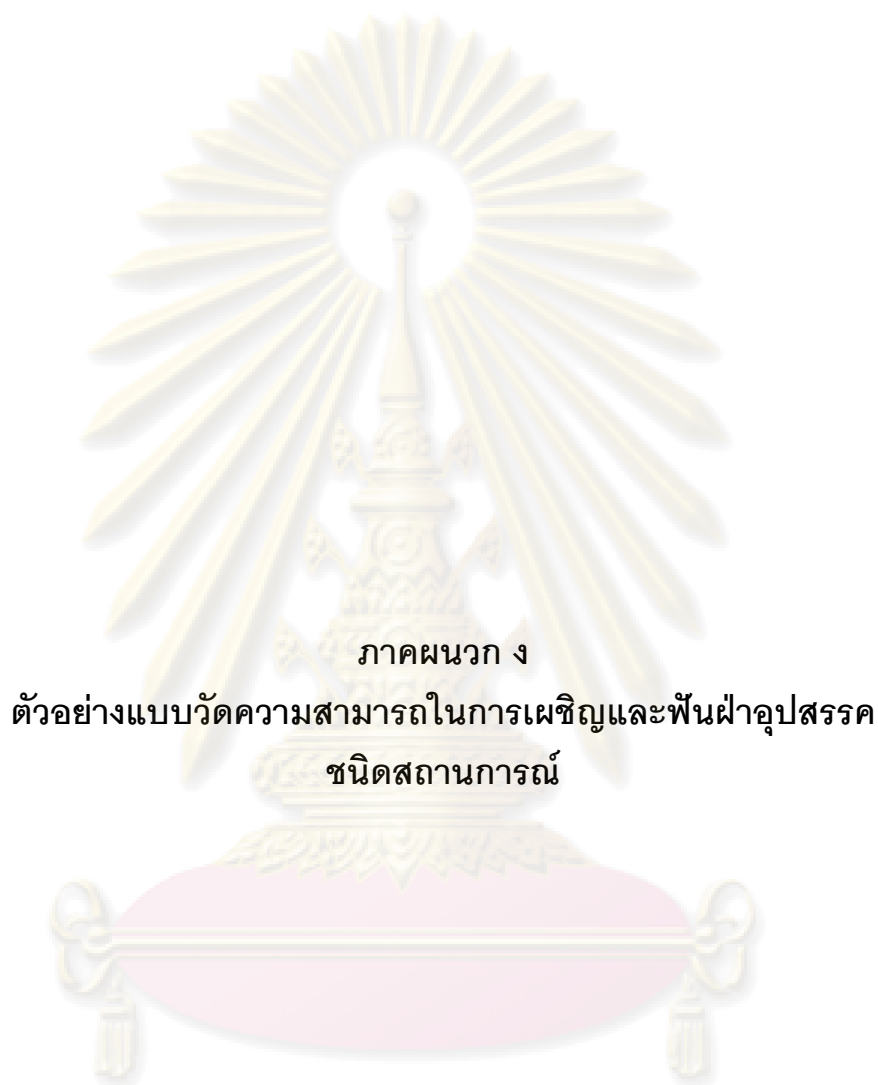 ภาคผนวก ง
ตัวอย่างแบบวัดความสามารถในการเผชิญและฟันฝ่าอุปสรรค
ชนิดสถานการณ์